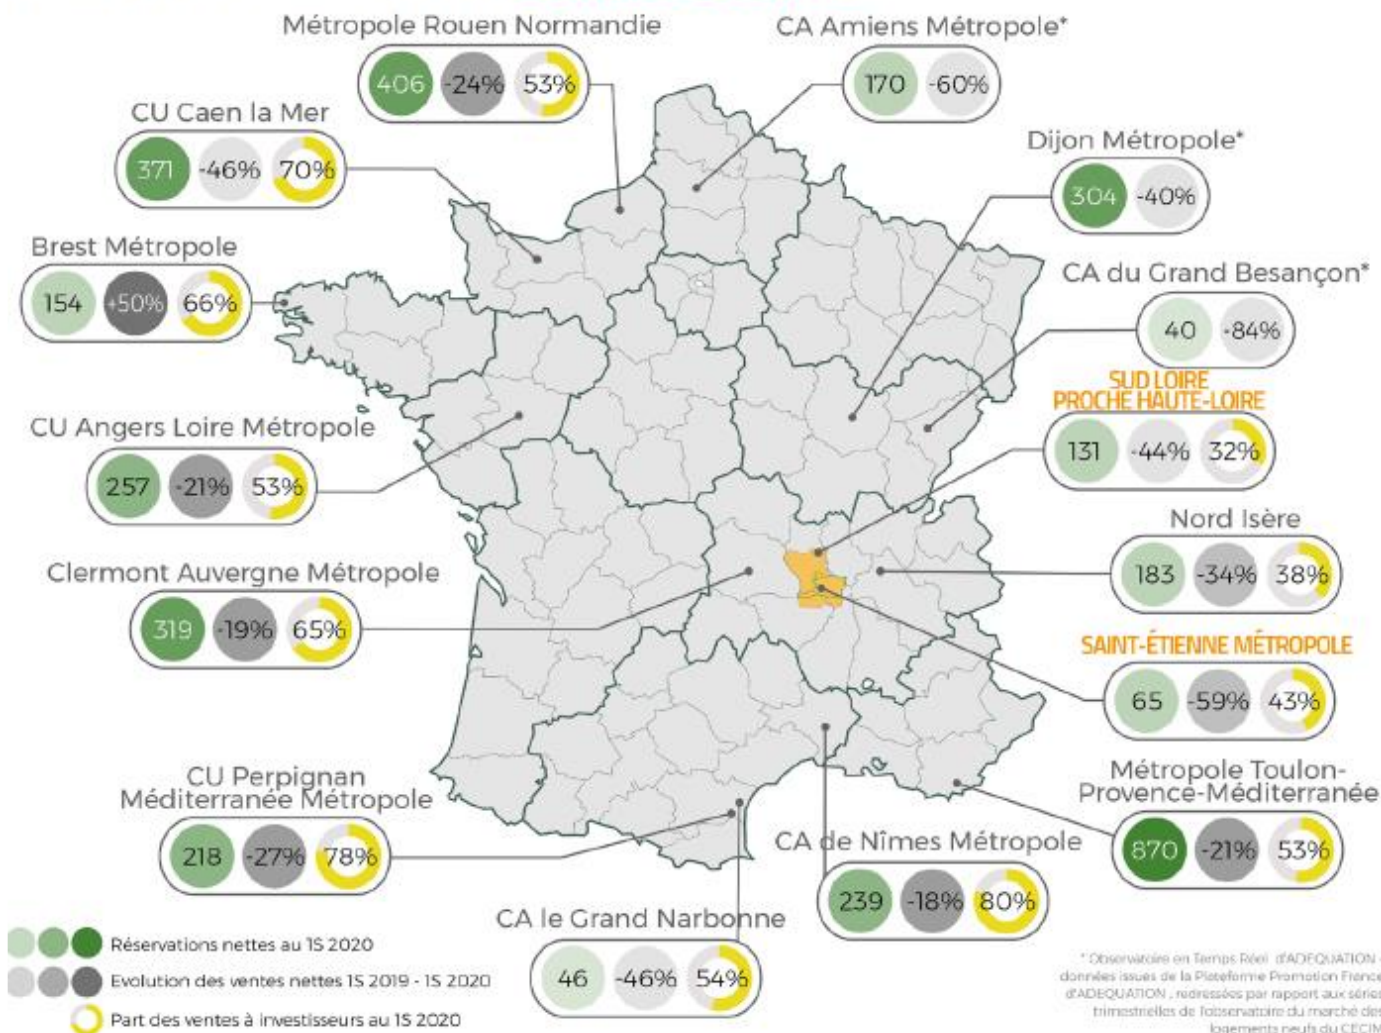 Métropole Rouen Normandie
406 -24% 53%
CA Amiens Métropole*
170 -60%
CU Caen la Mer
371 -46% 70%
Dijon Métropole*
304 -40%
Brest Métropole
154 +50% 66%
CA du Grand Besançon*
40 -84%
SUD LOIRE
PROCHE HAUTE-LOIRE
131 -44% 32%
CU Angers Loire Métropole
257 -21% 53%
Nord Isère
183 -34% 38%
Clermont Auvergne Métropole
319 -19% 65%
SAINT-ÉTIENNE MÉTROPOLE
65 -59% 43%
CU Perpignan
Méditerranée Métropole
218 -27% 78%
Métropole Toulon-
Provence-Méditerranée
870 -21% 53%
CA de Nîmes Métropole
239 -18% 80%
CA le Grand Narbonne
46 -46% 54%
Réservations nettes au 1S 2020
Evolution des ventes nettes 1S 2019 - 1S 2020
Part des ventes à investisseurs au 1S 2020
* Observatoire en Temps Réel d'ADEQUATION -
données issues de la Plateforme Promotion France
d'ADEQUATION, redressées par rapport aux séries
trimestrielles de l'observatoire du marché des
logements neufs du CECIM